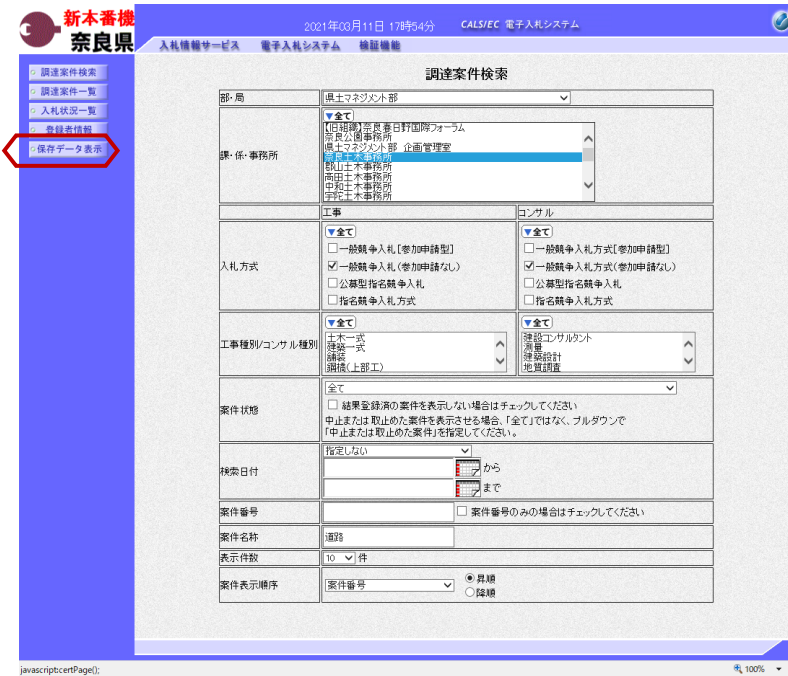 新本番機
奈良県
2021年03月11日 17時54分 CALS/EC 電子入札システム
入札情報サービス 電子入札システム 検証機能
調達案件検索
調達案件一覧
入札状況一覧
登録者情報
保存データ表示
調達案件検索
部・局 県土マネジメント部
課・係・事務所
▼全て
【旧組織】奈良春日野国際フォーラム
奈良公園事務所
県土マネジメント部 企画管理室
奈良土木事務所
郡山土木事務所
高田土木事務所
中和土木事務所
宇陀土木事務所
工事 コンサル
入札方式
▼全て ▼全て
一般競争入札[参加申請型] 一般競争入札方式[参加申請型]
一般競争入札(参加申請なし) 一般競争入札方式(参加申請なし)
公募型指名競争入札 公募型指名競争入札
指名競争入札方式 指名競争入札方式
工事種別/コンサル種別
▼全て ▼全て
土木一式 建設コンサルタント
建築一式 測量
舗装 建築設計
鋼橋(上部工) 地質調査
案件状態
全て
結果登録済の案件を表示しない場合はチェックしてください
中止または取止めた案件を表示させる場合、「全て」ではなく、プルダウンで
「中止または取止めた案件」を指定してください。
検索日付
指定しない
から
まで
案件番号 案件番号のみの場合はチェックしてください
案件名称 道路
表示件数 10 件
案件表示順序 案件番号
昇順
降順
javascript:certPage(); 100%